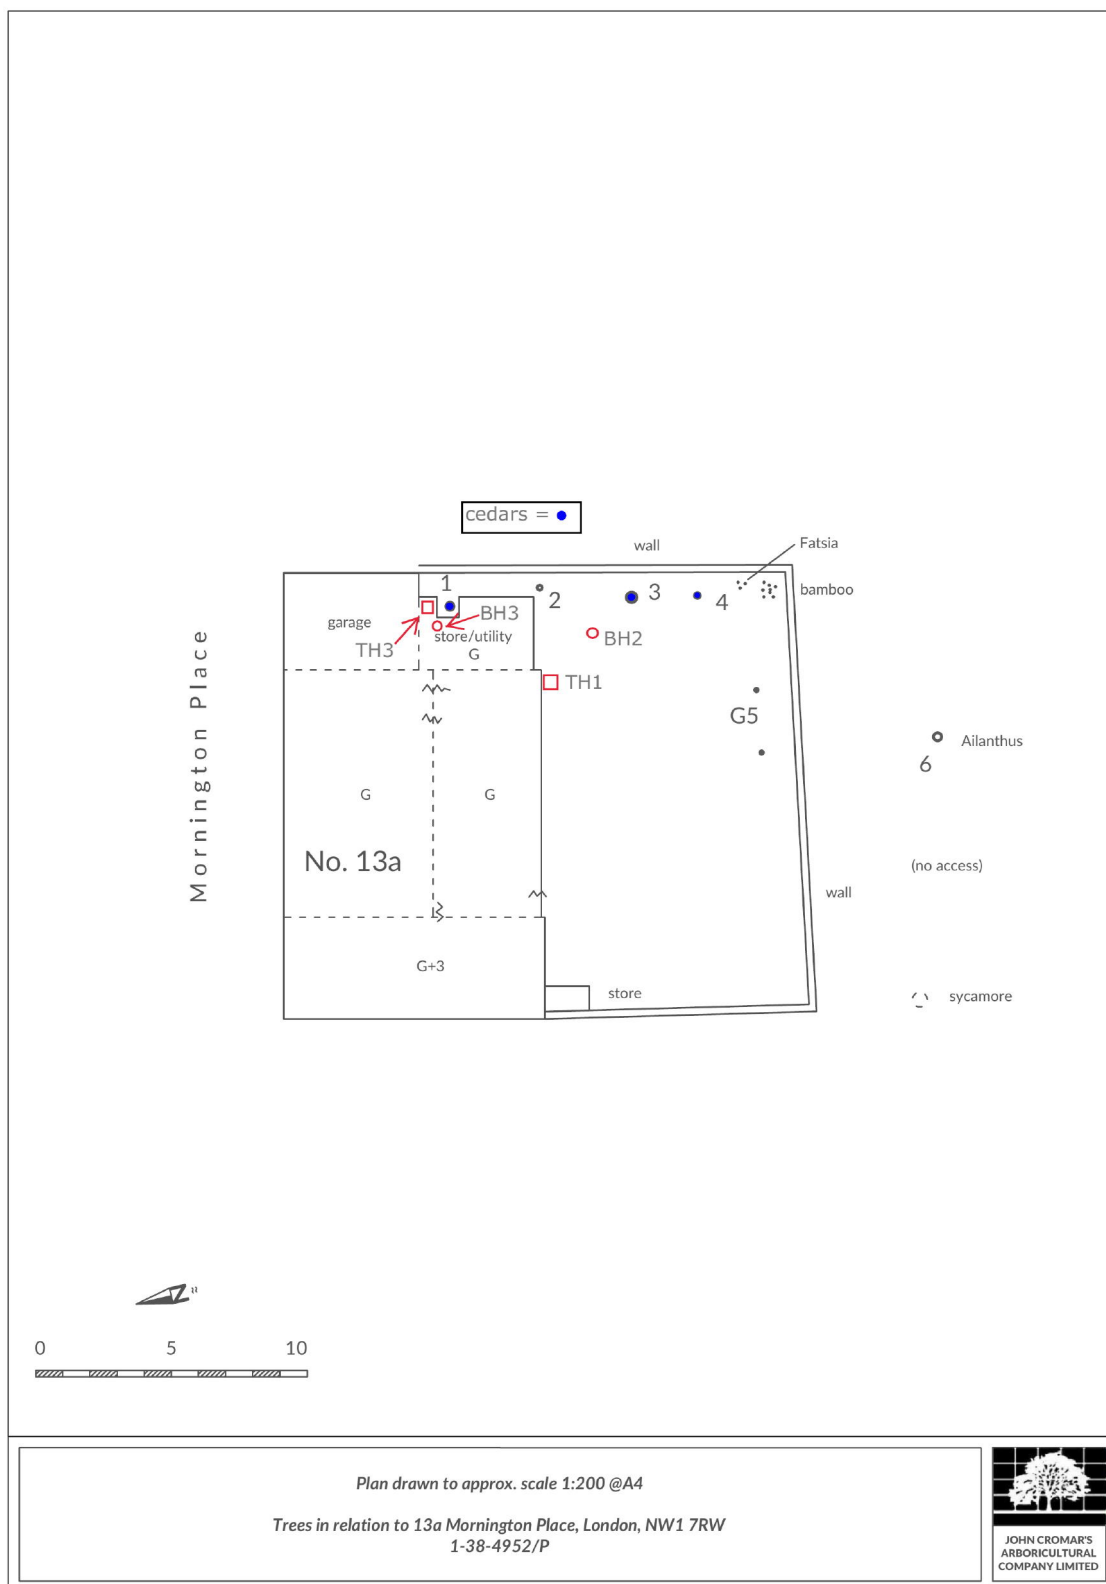 cedars =
wall
Fatsia
bamboo
1
2
3
4
BH3
garage
store/utility
TH3
G
BH2
TH1
G5
Ailanthus
6
Mornington Place
G
G
No. 13a
(no access)
wall
G+3
store
sycamore
0 5 10
Plan drawn to approx. scale 1:200 @A4
Trees in relation to 13a Mornington Place, London, NW1 7RW
1-38-4952/P
JOHN CROMAR'S
ARBORICULTURAL
COMPANY LIMITED